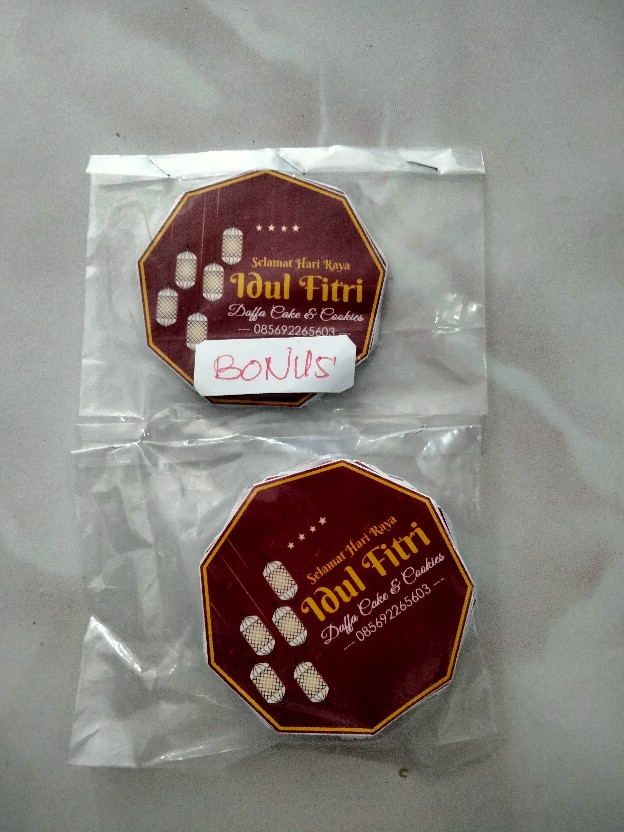 Selamat Hari Raya
Idul Fitri
Daffa Cake & Cookies
--- 085692265603 ---
BONUS
Selamat Hari Raya
Idul Fitri
Daffa Cake & Cookies
--- 085692265603 ---